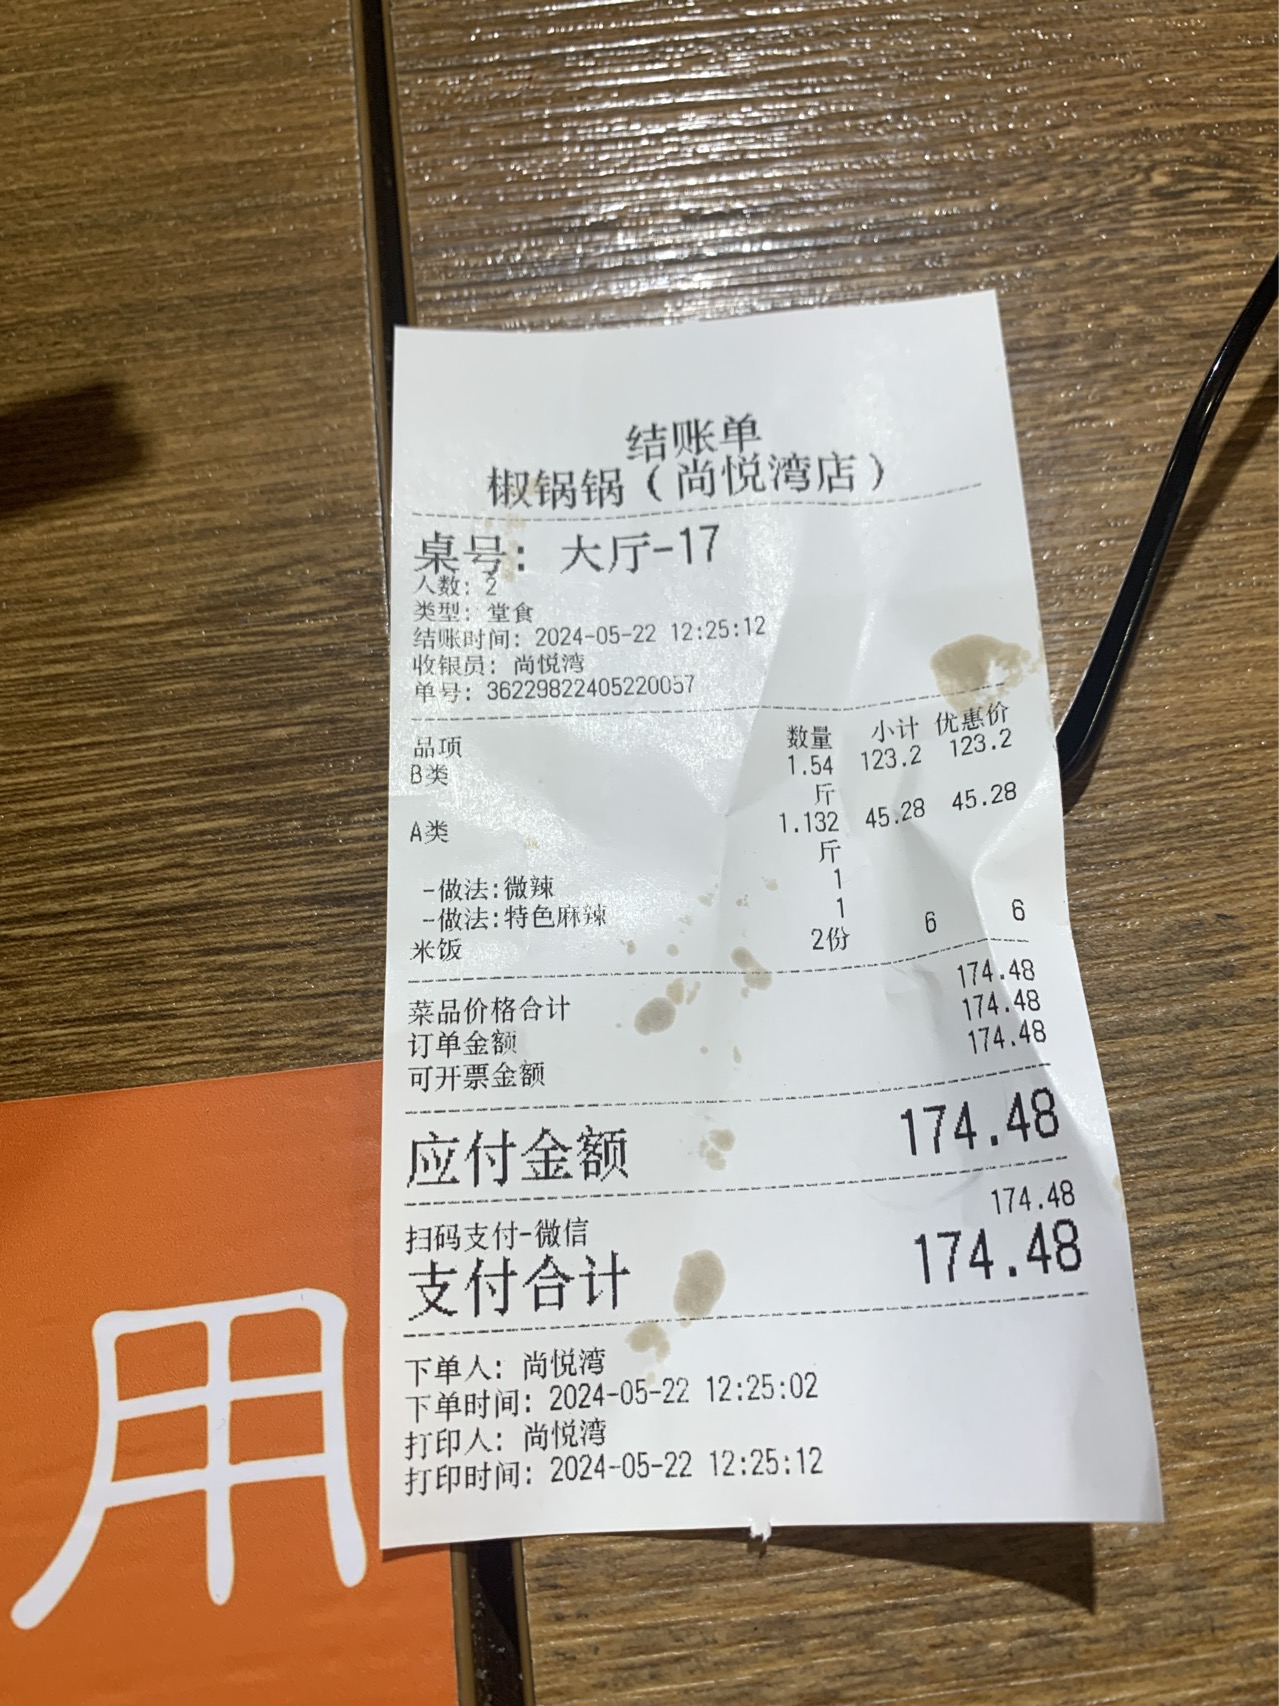 结账单
椒锅锅（尚悦湾店）
桌号: 大厅-17
人数: 2
类型: 堂食
结账时间: 2024-05-22 12:25:12
收银员: 尚悦湾
单号: 362298822405220057
品项 数量 小计 优惠价
B类 1.54 123.2 123.2
斤
A类 1.132 45.28 45.28
斤
-做法:微辣 1
-做法:特色麻辣 1
米饭 2份 6 6
菜品价格合计 174.48
订单金额 174.48
可开票金额 174.48
应付金额 174.48
扫码支付-微信 174.48
支付合计 174.48
下单人: 尚悦湾
下单时间: 2024-05-22 12:25:02
打印人: 尚悦湾
打印时间: 2024-05-22 12:25:12
用